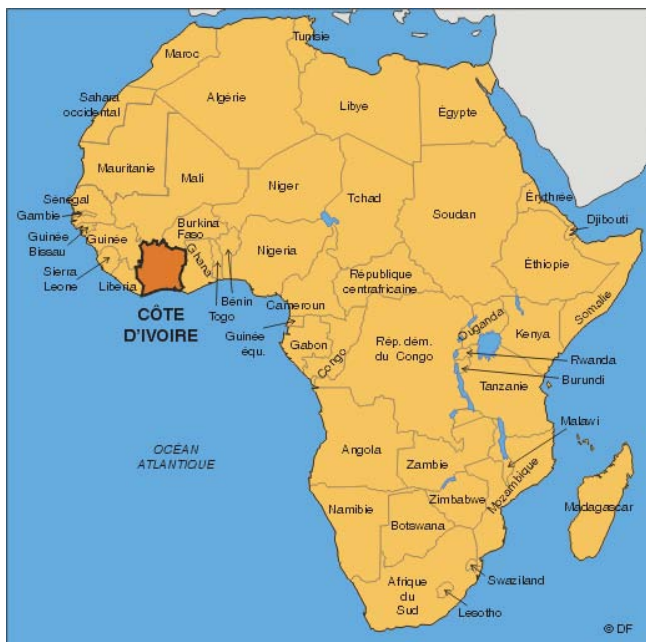 Tunisie
Maroc
Algérie
Libye
Égypte
Sahara
occidental
Mauritanie
Mali
Niger
Tchad
Soudan
Érythrée
Djibouti
Sénégal
Gambie
Guinée
Bissau
Guinée
Burkina
Faso
Ghana
Nigeria
Éthiopie
Sierra
Leone
Liberia
Bénin
Togo
CÔTE
D'IVOIRE
République
centrafricaine
Cameroun
Guinée
équ.
Gabon
Congo
Rép. dém.
du Congo
Ouganda
Kenya
Somalie
Rwanda
Burundi
Tanzanie
Malawi
OCÉAN
ATLANTIQUE
Angola
Zambie
Mozambique
Zimbabwe
Madagascar
Namibie
Botswana
Swaziland
Afrique
du
Sud
Lesotho
© DF